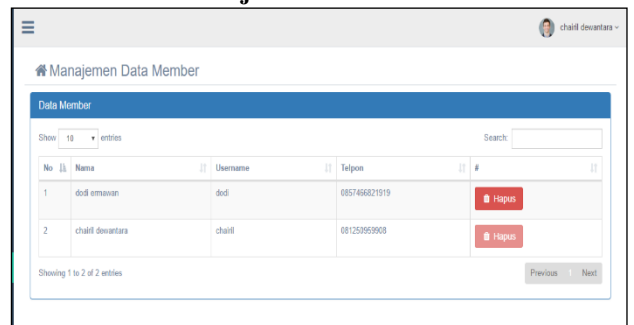 chairil dewantara
Manajemen Data Member
Data Member
Show 10 entries Search:
No Nama Username Telpon #
1 dodi ermawan dodi 0857466821919 Hapus
2 chairil dewantara chairil 081250959908 Hapus
Showing 1 to 2 of 2 entries Previous 1 Next